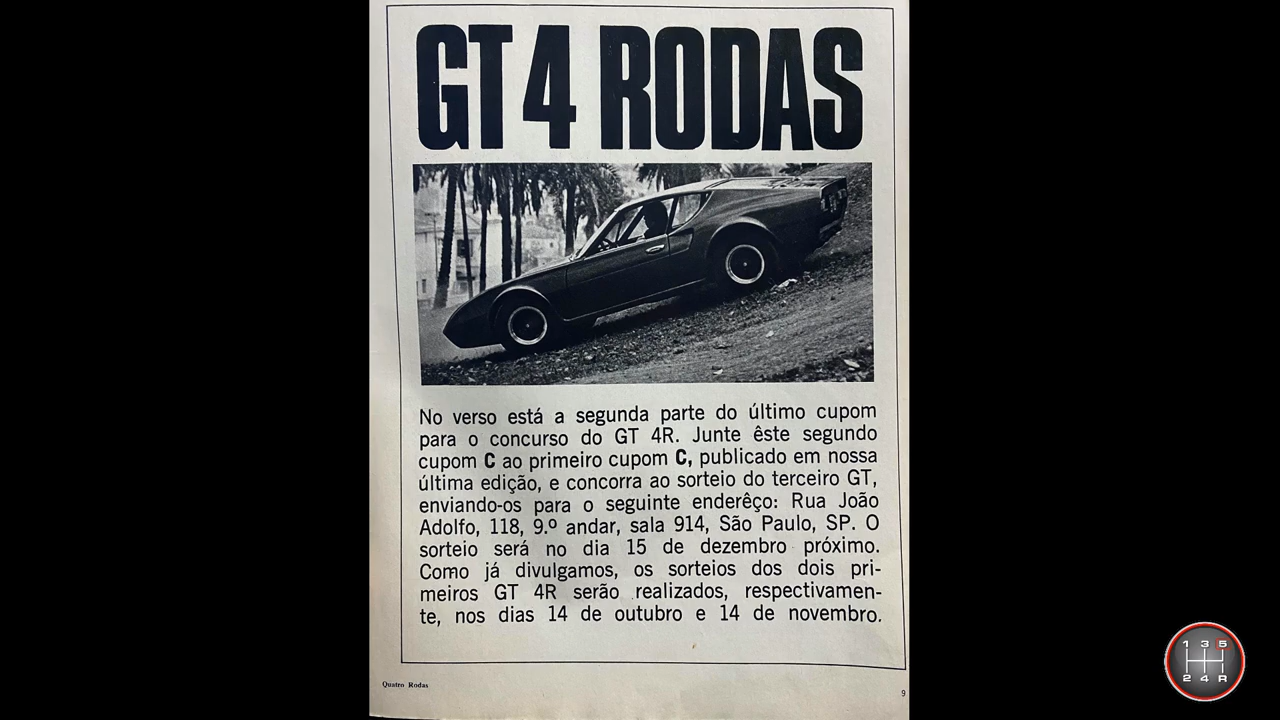 GT 4 RODAS
No verso está a segunda parte do último cupom
para o concurso do GT 4R. Junte êste segundo
cupom C ao primeiro cupom C, publicado em nossa
última edição, e concorra ao sorteio do terceiro GT,
enviando-os para o seguinte enderêço: Rua João
Adolfo, 118, 9.º andar, sala 914, São Paulo, SP. O
sorteio será no dia 15 de dezembro próximo.
Como já divulgamos, os sorteios dos dois pri-
meiros GT 4R serão realizados, respectivamen-
te, nos dias 14 de outubro e 14 de novembro.
Quatro Rodas
9
1 3 5
2 4 R